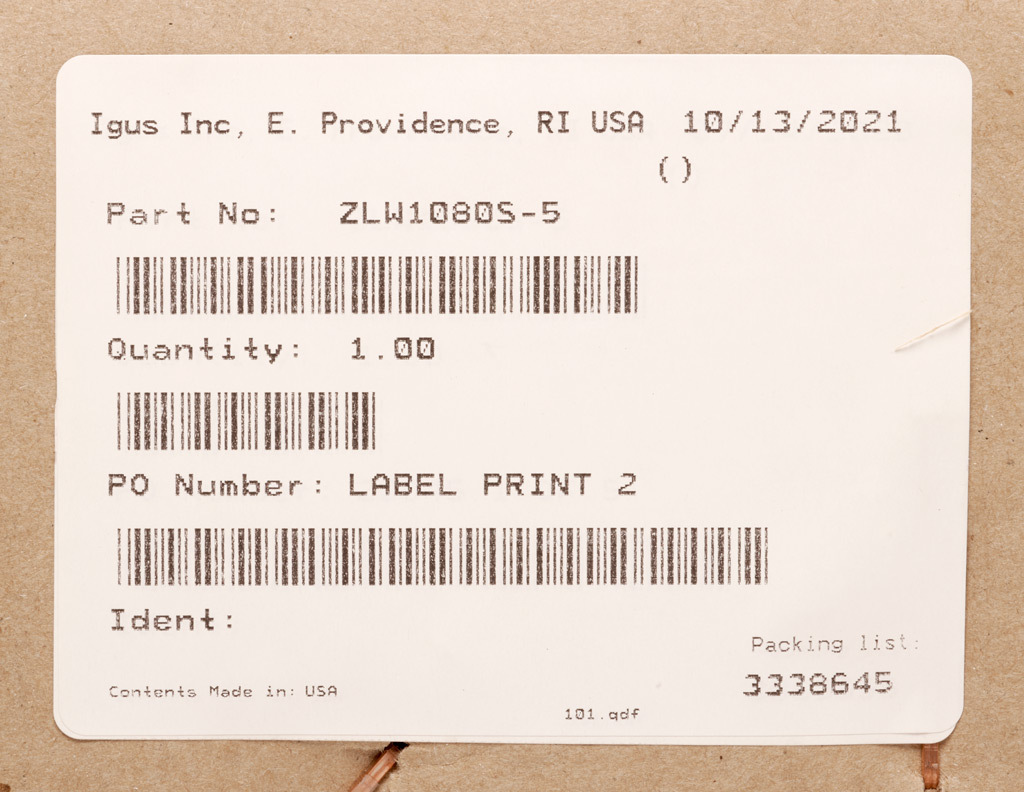 Igus Inc, E. Providence, RI USA 10/13/2021
()
Part No: ZLW1080S-5
Quantity: 1.00
PO Number: LABEL PRINT 2
Ident:
Packing list:
3338645
Contents Made in: USA
101.qdf